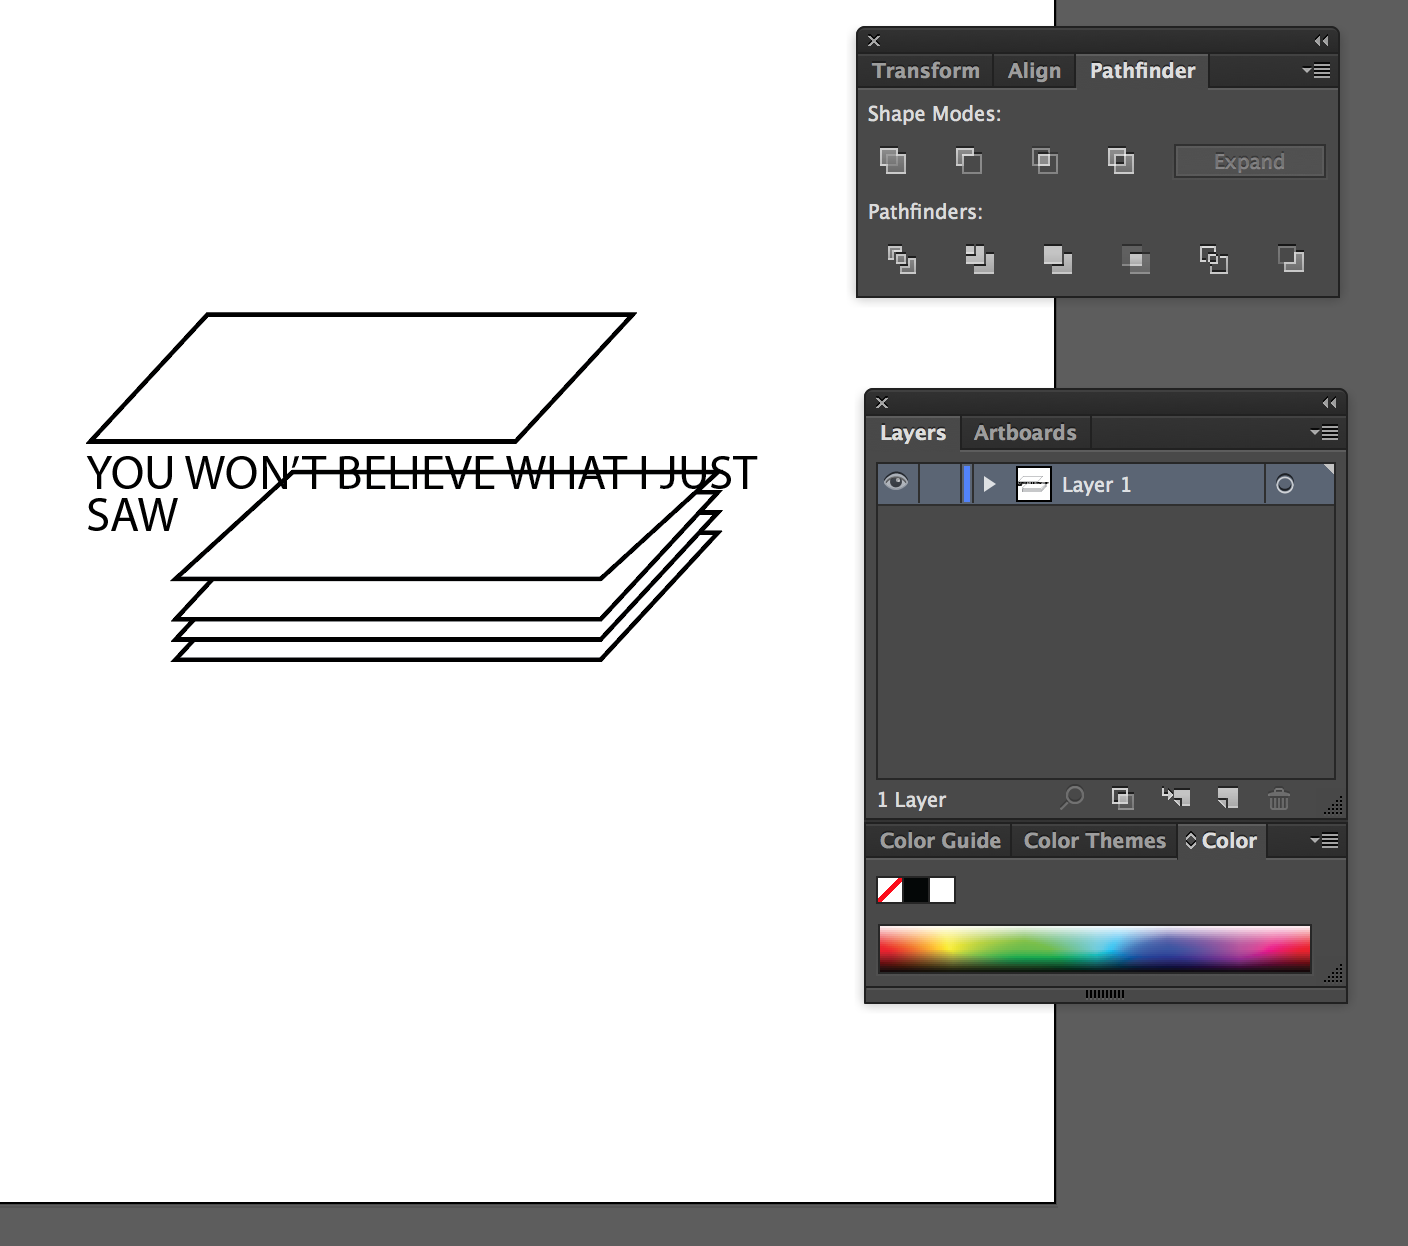 Transform Align Pathfinder
Shape Modes:
Expand
Pathfinders:
YOU WON’T BELIEVE WHAT I JUST
SAW
Layers Artboards
Layer 1
1 Layer
Color Guide Color Themes Color